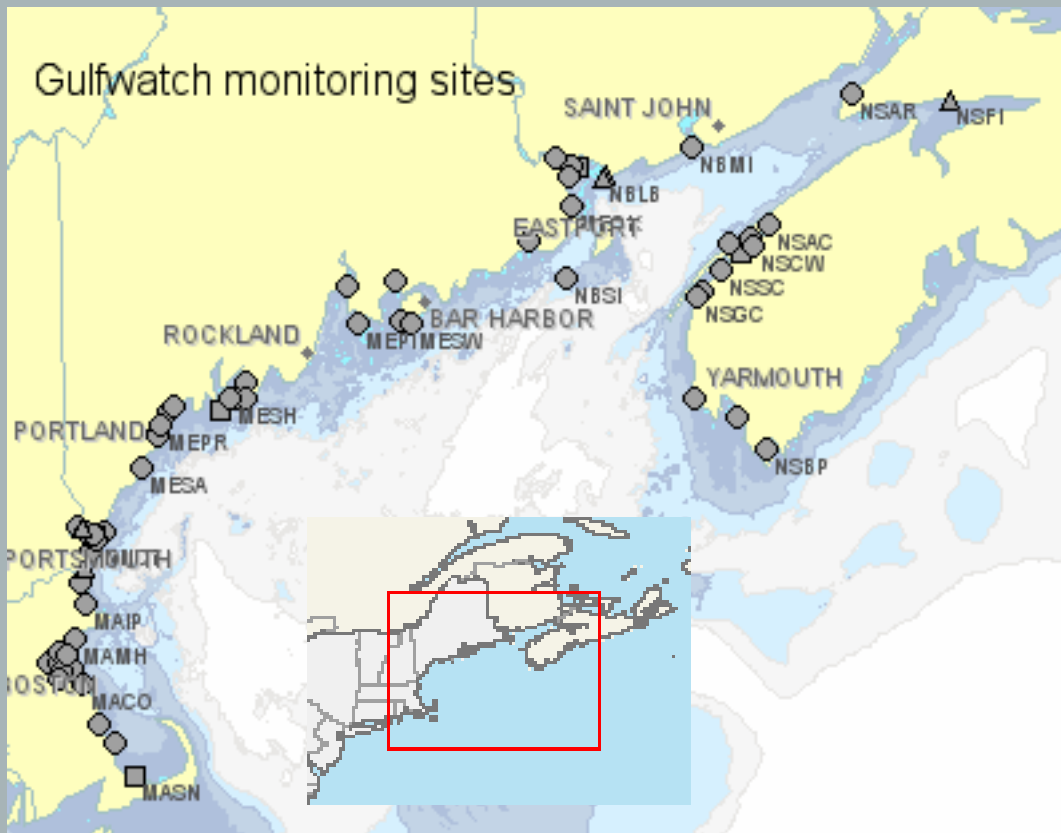 Gulfwatch monitoring sites
SAINT JOHN
NSAR
NSFI
NBMI
NBLB
EASTPORT
NSAC
NSCW
NBSI
NSSC
NSGC
BAR HARBOR
ROCKLAND
MEPI
MESW
YARMOUTH
MESH
PORTLAND
MEPR
NSBP
MESA
PORTSMOUTH
MAIP
MAMH
BOSTON
MACO
MASN